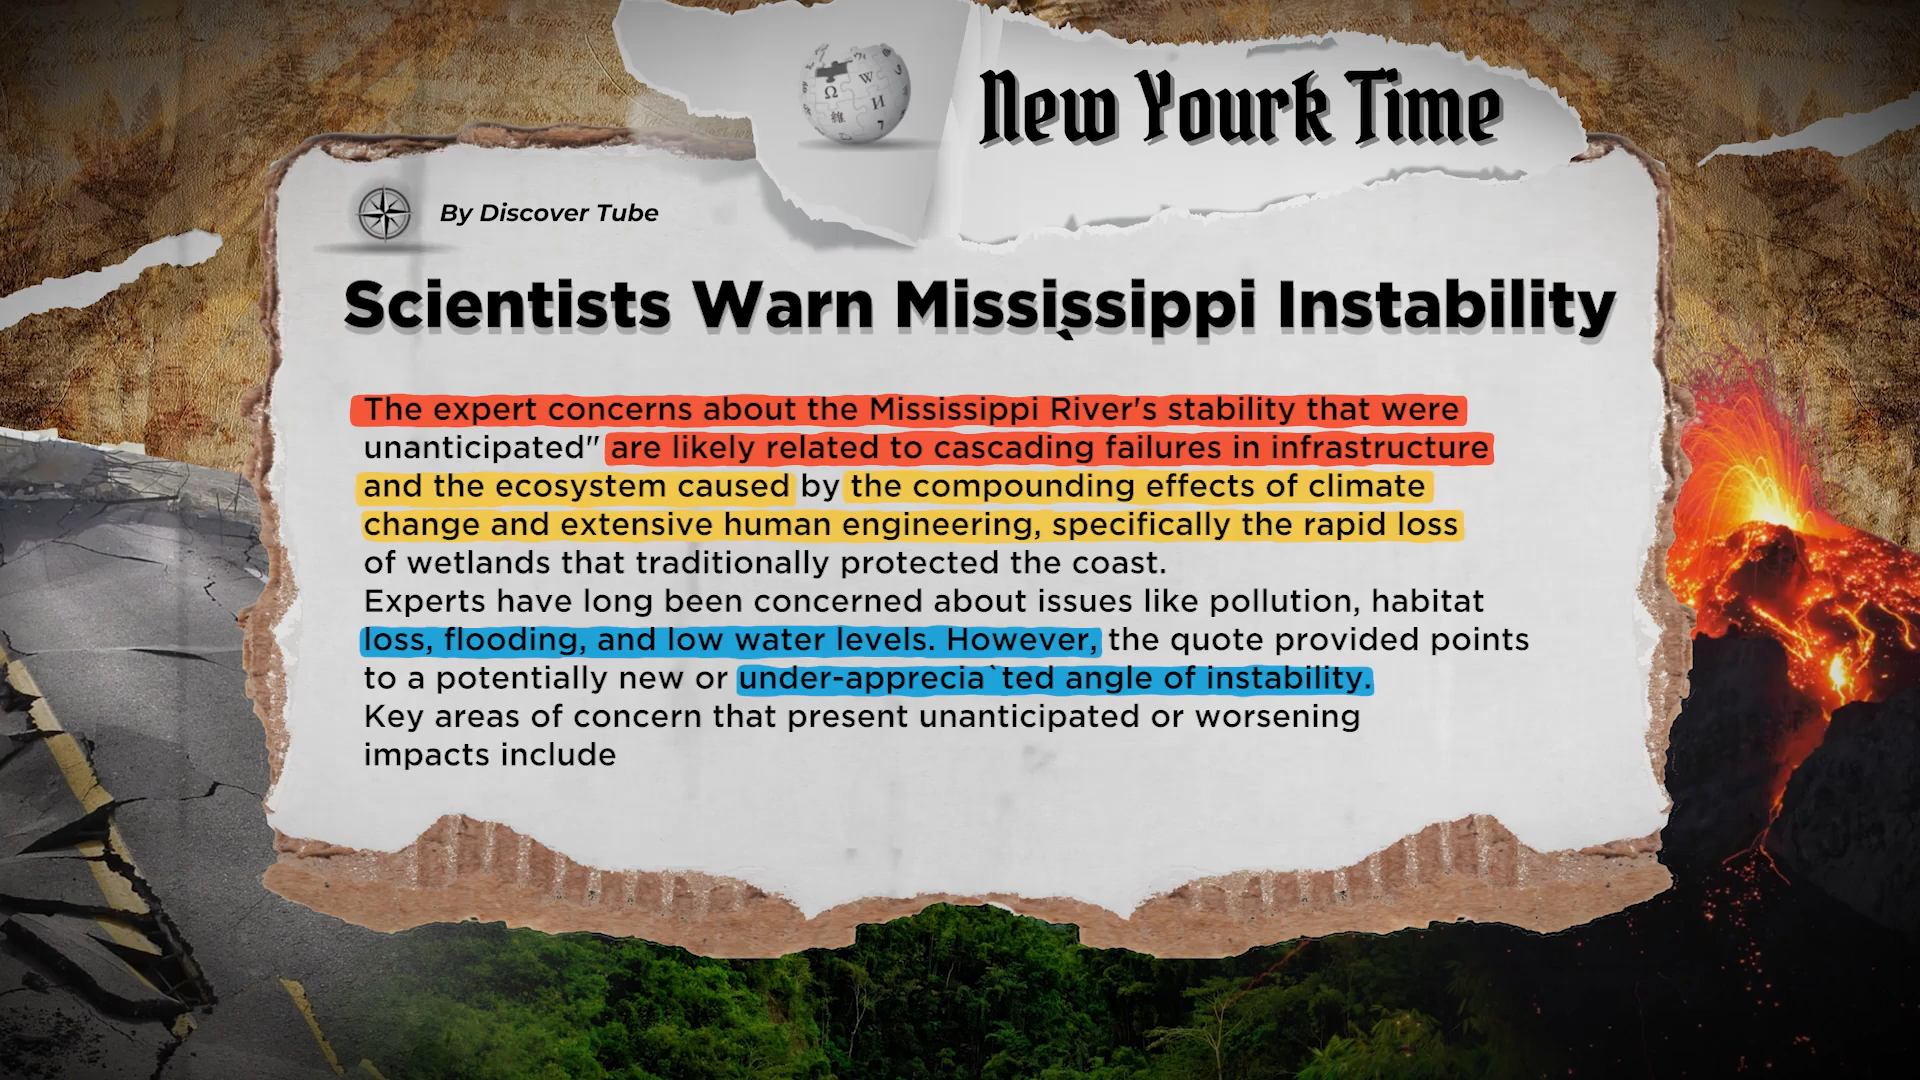 New Yourk Time
By Discover Tube
Scientists Warn Mississippi Instability
The expert concerns about the Mississippi River's stability that were
unanticipated" are likely related to cascading failures in infrastructure
and the ecosystem caused by the compounding effects of climate
change and extensive human engineering, specifically the rapid loss
of wetlands that traditionally protected the coast.
Experts have long been concerned about issues like pollution, habitat
loss, flooding, and low water levels. However, the quote provided points
to a potentially new or under-apprecia`ted angle of instability.
Key areas of concern that present unanticipated or worsening
impacts include